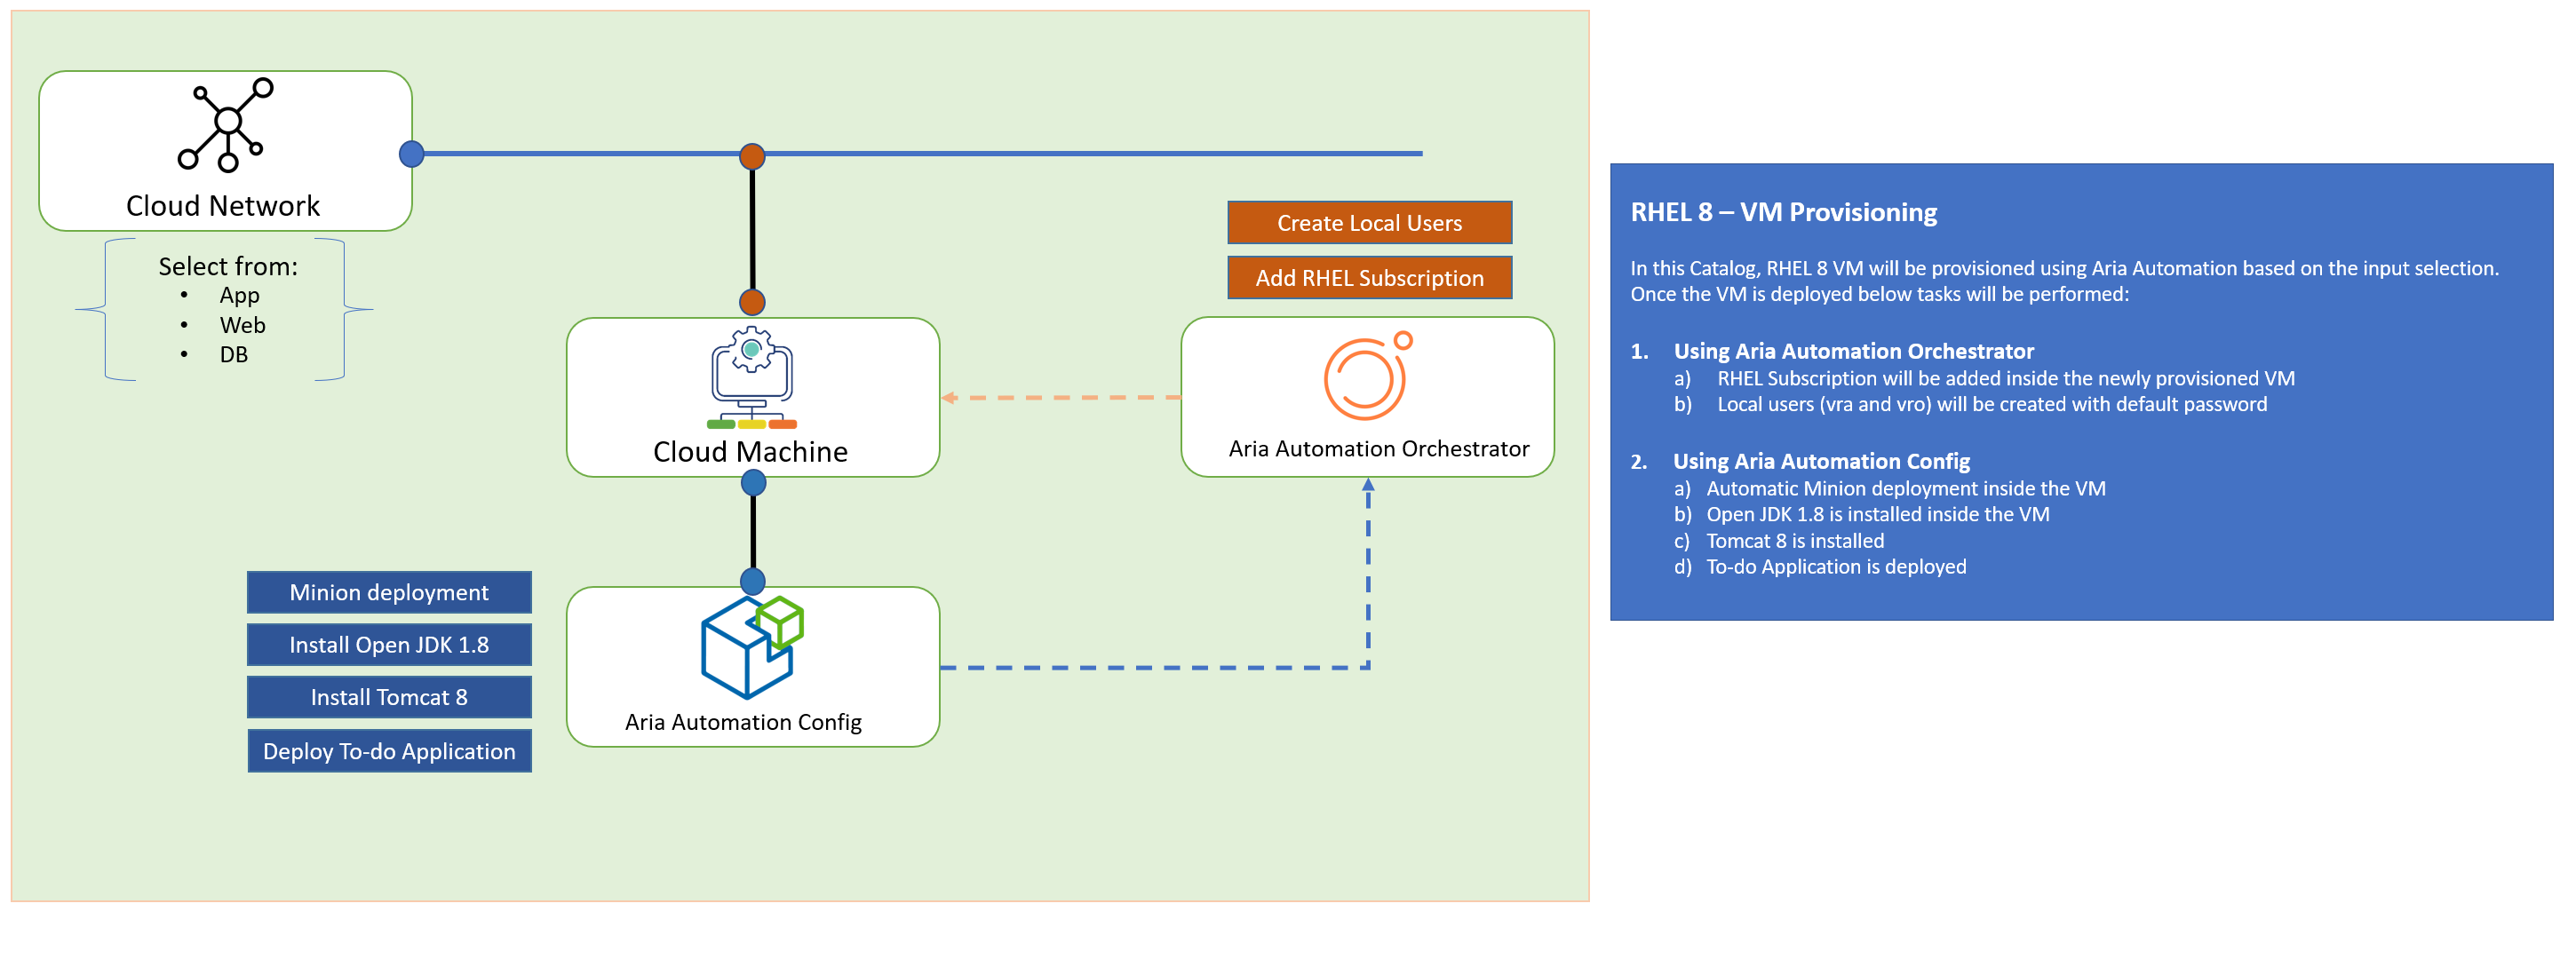 Cloud Network
Select from:
• App
• Web
• DB
Create Local Users
Add RHEL Subscription
Cloud Machine
Aria Automation Orchestrator
Minion deployment
Install Open JDK 1.8
Install Tomcat 8
Deploy To-do Application
Aria Automation Config
RHEL 8 – VM Provisioning
In this Catalog, RHEL 8 VM will be provisioned using Aria Automation based on the input selection.
Once the VM is deployed below tasks will be performed:
1. Using Aria Automation Orchestrator
a) RHEL Subscription will be added inside the newly provisioned VM
b) Local users (vra and vro) will be created with default password
2. Using Aria Automation Config
a) Automatic Minion deployment inside the VM
b) Open JDK 1.8 is installed inside the VM
c) Tomcat 8 is installed
d) To-do Application is deployed